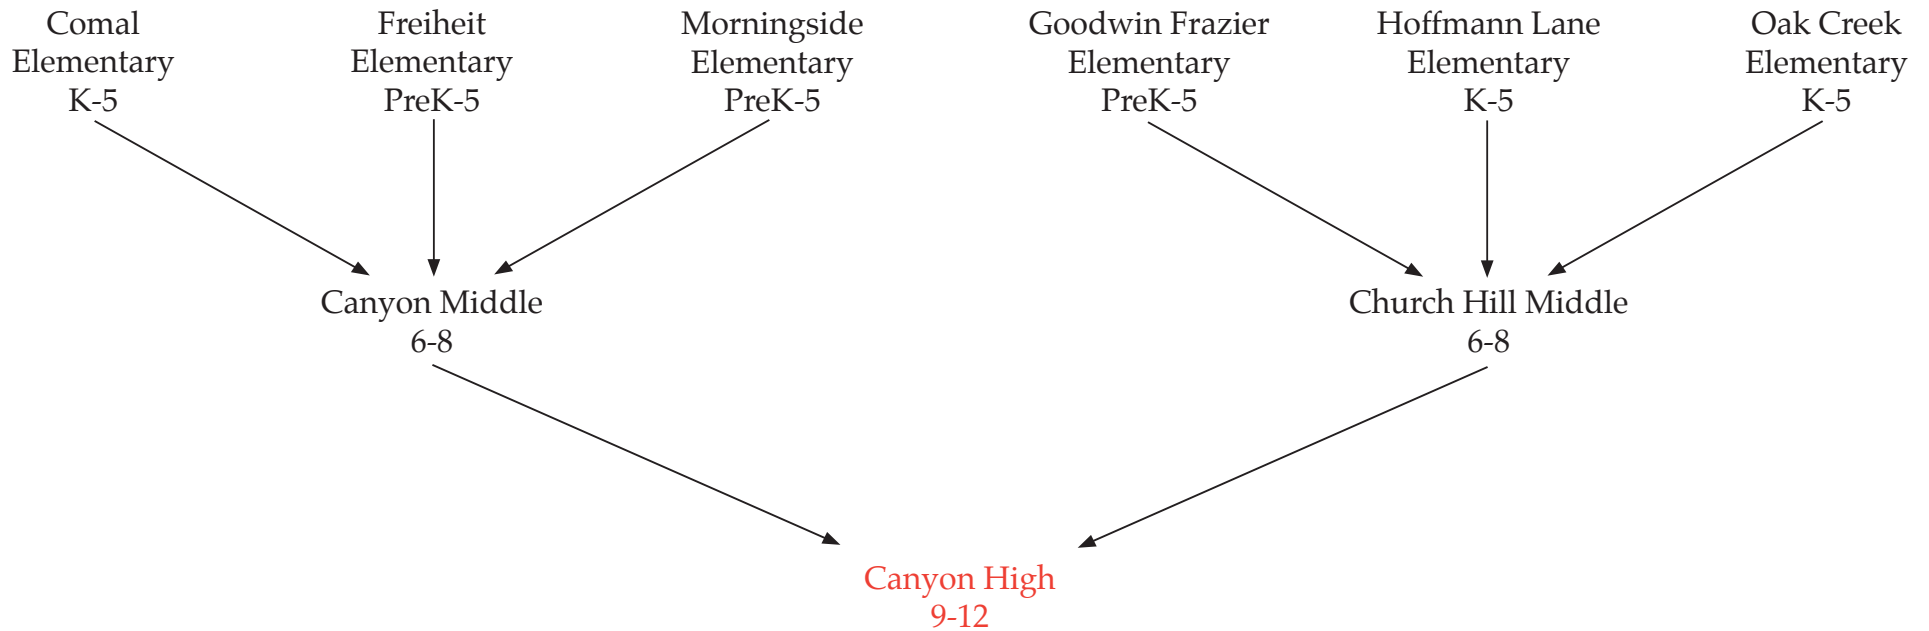 Comal
Elementary
K-5
Freiheit
Elementary
PreK-5
Morningside
Elementary
PreK-5
Goodwin Frazier
Elementary
PreK-5
Hoffmann Lane
Elementary
K-5
Oak Creek
Elementary
K-5
Canyon Middle
6-8
Church Hill Middle
6-8
Canyon High
9-12